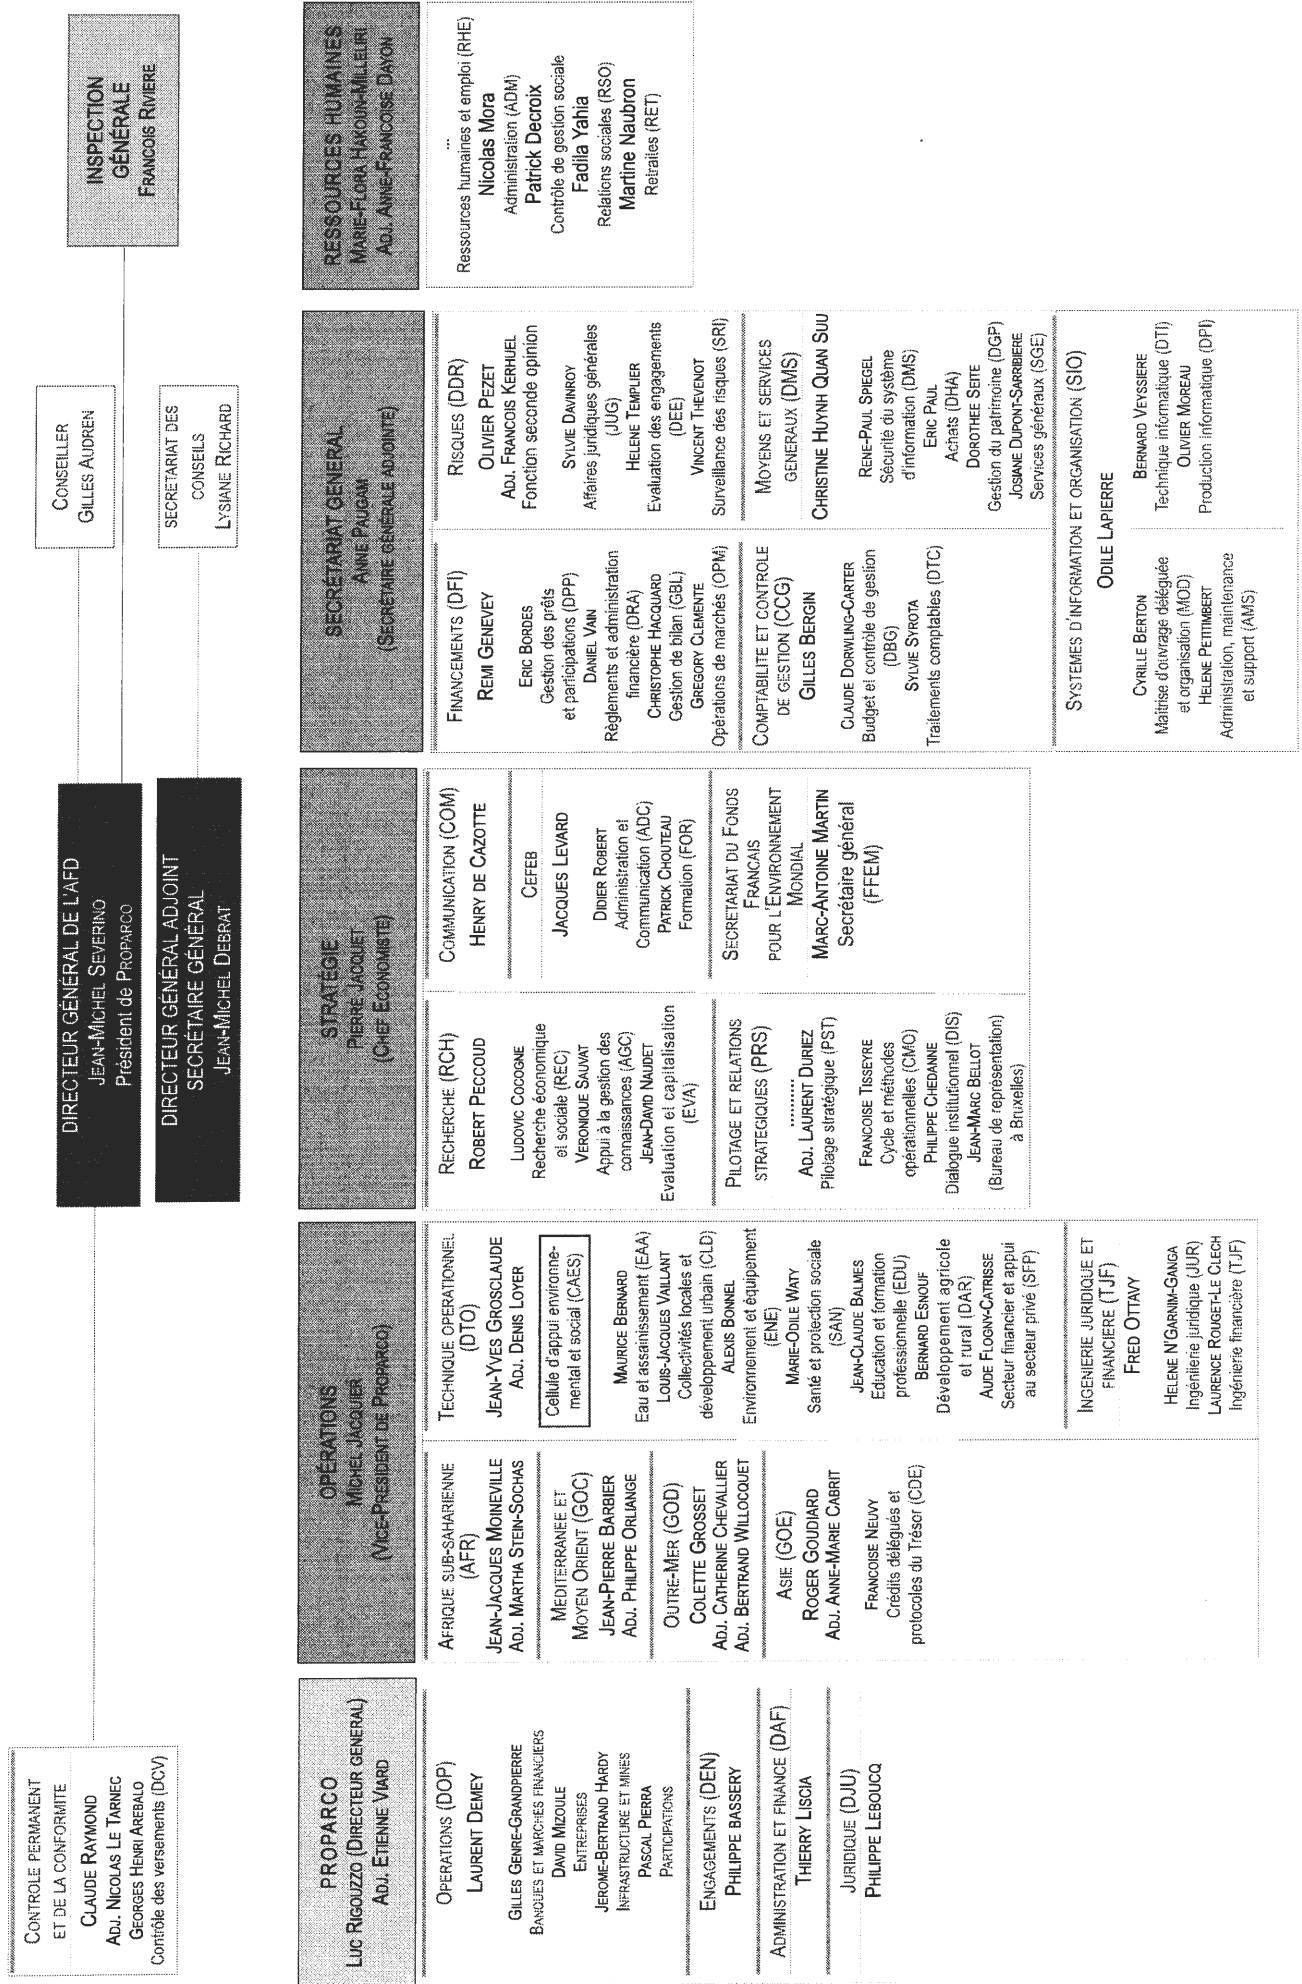 CONTROLE PERMANENT
ET DE LA CONFORMITE
CLAUDE RAYMOND
ADJ. NICOLAS LE TARNEC
GEORGES HENRI AREBALO
Contrôle des versements (DCV)
DIRECTEUR GÉNÉRAL DE L'AFD
JEAN-MICHEL SEVERINO
Président de PROPARCO
DIRECTEUR GÉNÉRAL ADJOINT
SECRÉTAIRE GÉNÉRAL
JEAN-MICHEL DEBRAT
CONSEILLER
GILLES AUDREN
SECRETARIAT DES
CONSEILS
LYSIANE RICHARD
INSPECTION
GÉNÉRALE
FRANCOIS RIVIERE
PROPARCO
LUC RIGOUZZO (DIRECTEUR GENERAL)
ADJ. ETIENNE VIARD
OPERATIONS (DOP)
LAURENT DEMEY
GILLES GENRE-GRANDPIERRE
BANQUES ET MARCHES FINANCIERS
DAVID MIZOULE
ENTREPRISES
JEROME-BERTRAND HARDY
INFRASTRUCTURE ET MINES
PASCAL PIERRA
PARTICIPATIONS
ENGAGEMENTS (DEN)
PHILIPPE BASSERY
ADMINISTRATION ET FINANCE (DAF)
THIERRY LISCIA
JURIDIQUE (DJU)
PHILIPPE LEBOUCQ
OPÉRATIONS
MICHEL JACQUIER
(VICE-PRESIDENT DE PROPARCO)
AFRIQUE SUB-SAHARIENNE
(AFR)
JEAN-JACQUES MOINEVILLE
ADJ. MARTHA STEIN-SOCHAS
MEDITERRANEE ET
MOYEN ORIENT (GOC)
JEAN-PIERRE BARBIER
ADJ. PHILIPPE ORLIANGE
OUTRE-MER (GOD)
COLETTE GROSSET
ADJ. CATHERINE CHEVALLIER
ADJ. BERTRAND WILLOCQUET
ASIE (GOE)
ROGER GOUDIARD
ADJ. ANNE-MARIE CABRIT
FRANCOISE NEUVY
Crédits délégués et
protocoles du Trésor (CDE)
TECHNIQUE OPERATIONNEL
(DTO)
JEAN-YVES GROSCLAUDE
ADJ. DENIS LOYER
Cellule d'appui environne-
mental et social (CAES)
MAURICE BERNARD
Eau et assainissement (EAA)
LOUIS-JACQUES VAILLANT
Collectivités locales et
développement urbain (CLD)
ALEXIS BONNEL
Environnement et équipement
(ENE)
MARIE-ODILE WATY
Santé et protection sociale
(SAN)
JEAN-CLAUDE BALMES
Education et formation
professionnelle (EDU)
BERNARD ESNOUF
Développement agricole
et rural (DAR)
AUDE FLOGNY-CATRISSE
Secteur financier et appui
au secteur privé (SFP)
INGENIERIE JURIDIQUE ET
FINANCIERE (TJF)
FRED OTTAVY
HELENE N'GARNIM-GANGA
Ingéniierie juridique (JUR)
LAURENCE ROUGET-LE CLECH
Ingénierie financière (TJF)
STRATÉGIE
PIERRE JACQUET
(CHEF ECONOMISTE)
RECHERCHE (RCH)
ROBERT PECCOUD
LUDOVIC COCOGNE
Recherche économique
et sociale (REC)
VERONIQUE SAUVAT
Appui à la gestion des
connaissances (AGC)
JEAN-DAVID NAUDET
Evaluation et capitalisation
(EVA)
PILOTAGE ET RELATIONS
STRATEGIQUES (PRS)
.........
ADJ. LAURENT DURIEZ
Pilotage stratégique (PST)
FRANCOISE TISSEYRE
Cycle et méthodes
opérationnelles (CMO)
PHILIPPE CHEDANNE
Dialogue institutionnel (DIS)
JEAN-MARC BELLOT
(Bureau de représentation
à Bruxelles)
COMMUNICATION (COM)
HENRY DE CAZOTTE
CEFEB
JACQUES LEVARD
DIDIER ROBERT
Administration et
Communication (ADC)
PATRICK CHOUTEAU
Formation (FOR)
SECRETARIAT DU FONDS
FRANCAIS
POUR L'ENVIRONNEMENT
MONDIAL
MARC-ANTOINE MARTIN
Secrétaire général
(FFEM)
SECRÉTARIAT GENERAL
ANNE PAUGAM
(SECRÉTAIRE GÉNÉRALE ADJOINTE)
FINANCEMENTS (DFI)
REMI GENEVEY
ERIC BORDES
Gestion des prêts
et participations (DPP)
DANIEL VAIN
Règlements et administration
financière (DRA)
CHRISTOPHE HACQUARD
Gestion de bilan (GBL)
GREGORY CLEMENTE
Opérations de marchés (OPM)
COMPTABILITE ET CONTROLE
DE GESTION (CCG)
GILLES BERGIN
CLAUDE DORWLING-CARTER
Budget et contrôle de gestion
(DBG)
SYLVIE SYROTA
Traitements comptables (DTC)
RISQUES (DDR)
OLIVIER PEZET
ADJ. FRANCOIS KERHUEL
Fonction seconde opinion
SYLVIE DAVINROY
Affaires juridiques générales
(JUG)
HELENE TEMPLIER
Evaluation des engagements
(DEE)
VINCENT THEVENOT
Surveillance des risques (SRI)
MOYENS ET SERVICES
GENERAUX (DMS)
CHRISTINE HUYNH QUAN SUU
RENE-PAUL SPIEGEL
Sécurité du système
d'information (DMS)
ERIC PAUL
Achats (DHA)
DOROTHEE SEITE
Gestion du patrimoine (DGP)
JOSIANE DUPONT-SARRIBIERE
Services généraux (SGE)
SYSTEMES D'INFORMATION ET ORGANISATION (SIO)
ODILE LAPIERRE
CYRILLE BERTON
Maîtrise d'ouvrage déléguée
et organisation (MOD)
HELENE PETITIMBERT
Administration, maintenance
et support (AMS)
BERNARD VEYSSIERE
Technique informatique (DTI)
OLIVIER MOREAU
Production informatique (DPI)
RESSOURCES HUMAINES
MARIE-FLORA HAKOUN-MILLELIRI
ADJ. ANNE-FRANCOISE DAYON
...
Ressources humaines et emploi (RHE)
Nicolas Mora
Administration (ADM)
Patrick Decroix
Contrôle de gestion sociale
Fadila Yahia
Relations sociales (RSO)
Martine Naubron
Retraites (RET)